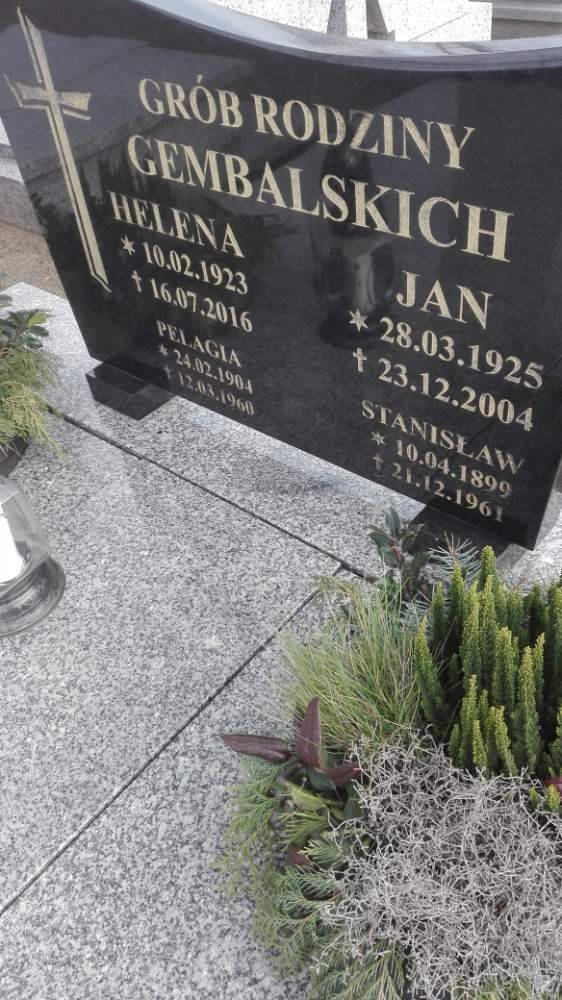 GRÓB RODZINY
GEMBALSKICH
HELENA
* 10.02.1923
† 16.07.2016
PELAGIA
* 24.02.1904
† 12.03.1960
JAN
* 28.03.1925
† 23.12.2004
STANISŁAW
* 10.04.1899
† 21.12.1961